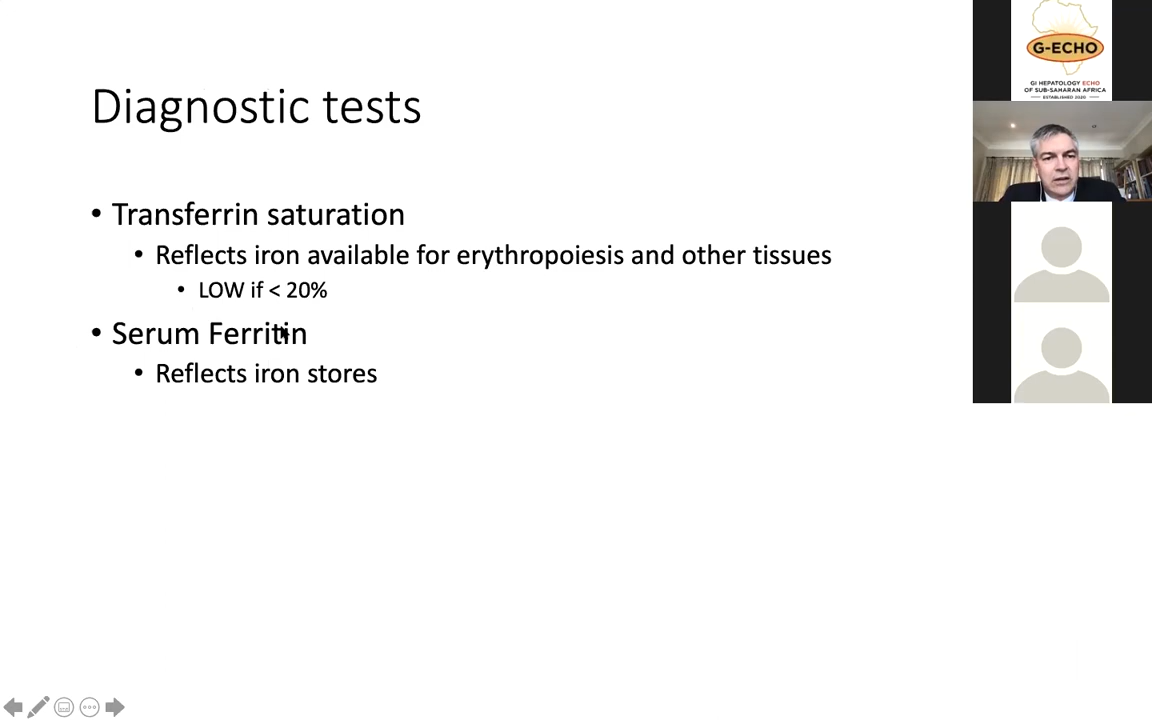 Diagnostic tests
• Transferrin saturation
• Reflects iron available for erythropoiesis and other tissues
• LOW if < 20%
• Serum Ferritin
• Reflects iron stores
G-ECHO
GI HEPATOLOGY ECHO
OF SUB-SAHARAN AFRICA
ESTABLISHED 2020